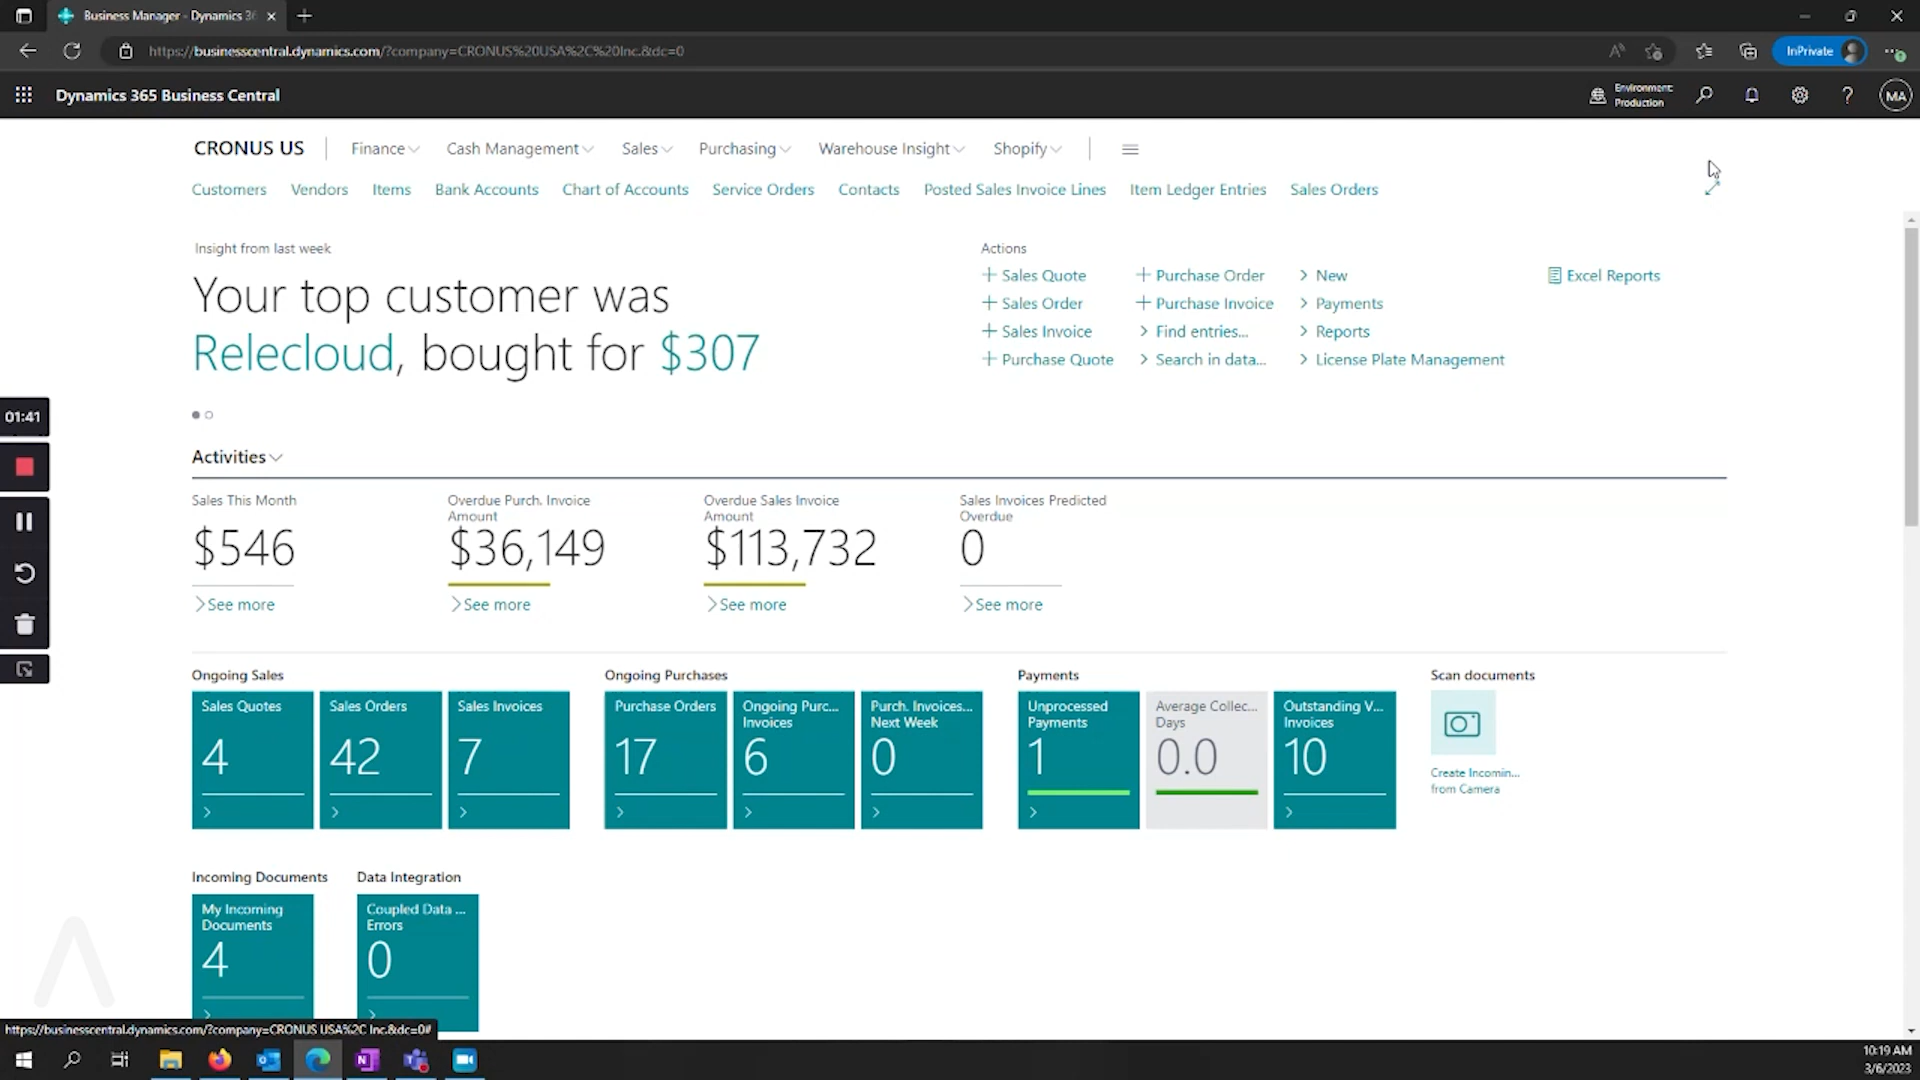 Business Manager - Dynamics 36
https://businesscentral.dynamics.com/?company=CRONUS%20USA%2C%20Inc.&dc=0
InPrivate
Dynamics 365 Business Central
Environment:
Production
MA
CRONUS US
Finance
Cash Management
Sales
Purchasing
Warehouse Insight
Shopify
Customers
Vendors
Items
Bank Accounts
Chart of Accounts
Service Orders
Contacts
Posted Sales Invoice Lines
Item Ledger Entries
Sales Orders
Insight from last week
Your top customer was
Relecloud, bought for $307
Actions
Sales Quote
Purchase Order
New
Excel Reports
Sales Order
Purchase Invoice
Payments
Sales Invoice
Find entries...
Reports
Purchase Quote
Search in data...
License Plate Management
01:41
Activities
Sales This Month
$546
See more
Overdue Purch. Invoice
Amount
$36,149
See more
Overdue Sales Invoice
Amount
$113,732
See more
Sales Invoices Predicted
Overdue
0
See more
Ongoing Sales
Sales Quotes
4
Sales Orders
42
Sales Invoices
7
Ongoing Purchases
Purchase Orders
17
Ongoing Purc...
Invoices
6
Purch. Invoices...
Next Week
0
Payments
Unprocessed
Payments
1
Average Collec...
Days
0.0
Outstanding V...
Invoices
10
Scan documents
Create Incomin...
from Camera
Incoming Documents
My Incoming
Documents
4
Data Integration
Coupled Data ...
Errors
0
https://businesscentral.dynamics.com/?company=CRONUS USA%2C Inc.&dc=0#
10:19 AM
3/6/2023